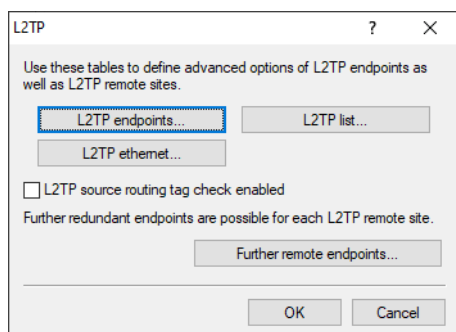 L2TP
?
Use these tables to define advanced options of L2TP endpoints as
well as L2TP remote sites.
L2TP endpoints... L2TP list...
L2TP ethernet...
L2TP source routing tag check enabled
Further redundant endpoints are possible for each L2TP remote site.
Further remote endpoints...
OK Cancel